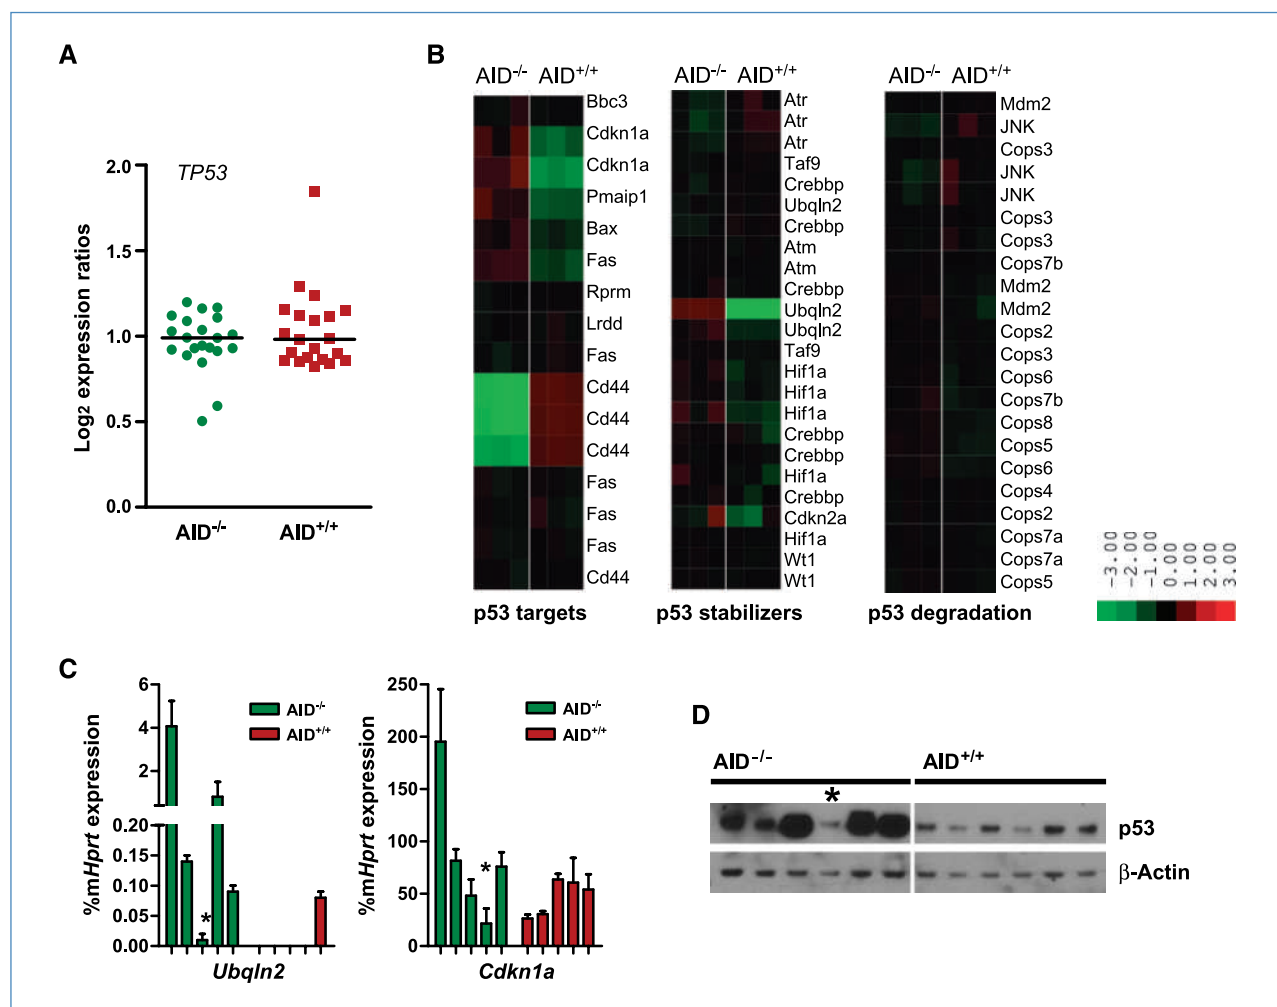 A
TP53
Log2 expression ratios
2.0
1.5
1.0
0.5
0.0
AID-/-
AID+/+
B
AID-/- AID+/+
Bbc3
Cdkn1a
Cdkn1a
Pmaip1
Bax
Fas
Rprm
Lrdd
Fas
Cd44
Cd44
Cd44
Fas
Fas
Fas
Cd44
p53 targets
AID-/- AID+/+
Atr
Atr
Atr
Taf9
Crebbp
Ubqln2
Crebbp
Atm
Atm
Crebbp
Ubqln2
Ubqln2
Taf9
Hif1a
Hif1a
Hif1a
Crebbp
Crebbp
Hif1a
Crebbp
Cdkn2a
Hif1a
Wt1
Wt1
p53 stabilizers
AID-/- AID+/+
Mdm2
JNK
Cops3
JNK
JNK
Cops3
Cops3
Cops7b
Mdm2
Mdm2
Cops2
Cops3
Cops6
Cops7b
Cops8
Cops5
Cops6
Cops4
Cops2
Cops7a
Cops7a
Cops5
p53 degradation
-3.00
-2.00
-1.00
0.00
1.00
2.00
3.00
C
%mHprt expression
6
4
2
0.20
0.15
0.10
0.05
0.00
AID-/-
AID+/+
*
Ubqln2
%mHprt expression
250
200
150
100
50
0
AID-/-
AID+/+
*
Cdkn1a
D
AID-/- AID+/+
*
p53
β-Actin